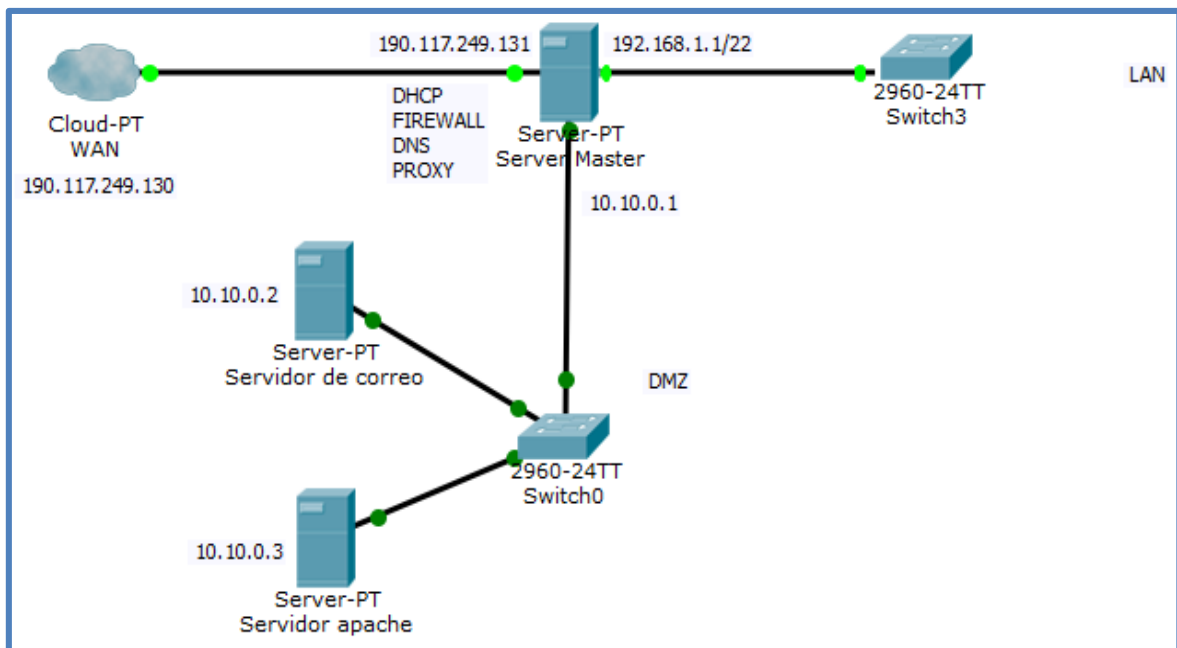 190.117.249.131
192.168.1.1/22
Cloud-PT
WAN
190.117.249.130
DHCP
FIREWALL
DNS
PROXY
Server-PT
Server Master
2960-24TT
Switch3
LAN
10.10.0.1
10.10.0.2
Server-PT
Servidor de correo
DMZ
2960-24TT
Switch0
10.10.0.3
Server-PT
Servidor apache